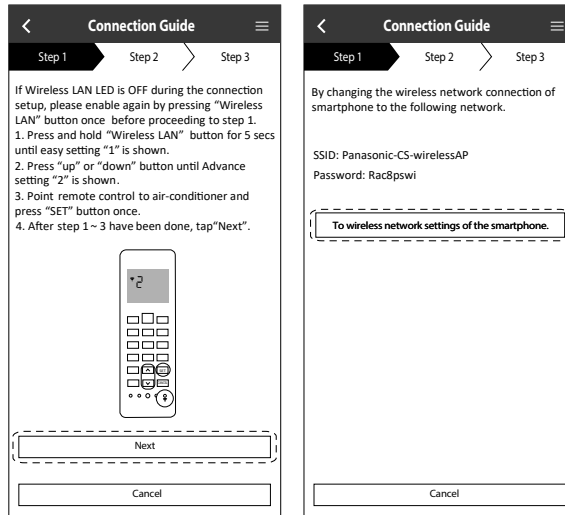 Connection Guide
Step 1
Step 2
Step 3
If Wireless LAN LED is OFF during the connection
setup, please enable again by pressing “Wireless
LAN” button once before proceeding to step 1.
1. Press and hold “Wireless LAN” button for 5 secs
until easy setting “1” is shown.
2. Press “up” or “down” button until Advance
setting “2” is shown.
3. Point remote control to air-conditioner and
press “SET” button once.
4. After step 1 ~ 3 have been done, tap“Next”.
2
Next
Cancel
Connection Guide
Step 1
Step 2
Step 3
By changing the wireless network connection of
smartphone to the following network.
SSID: Panasonic-CS-wirelessAP
Password: Rac8pswi
To wireless network settings of the smartphone.
Cancel